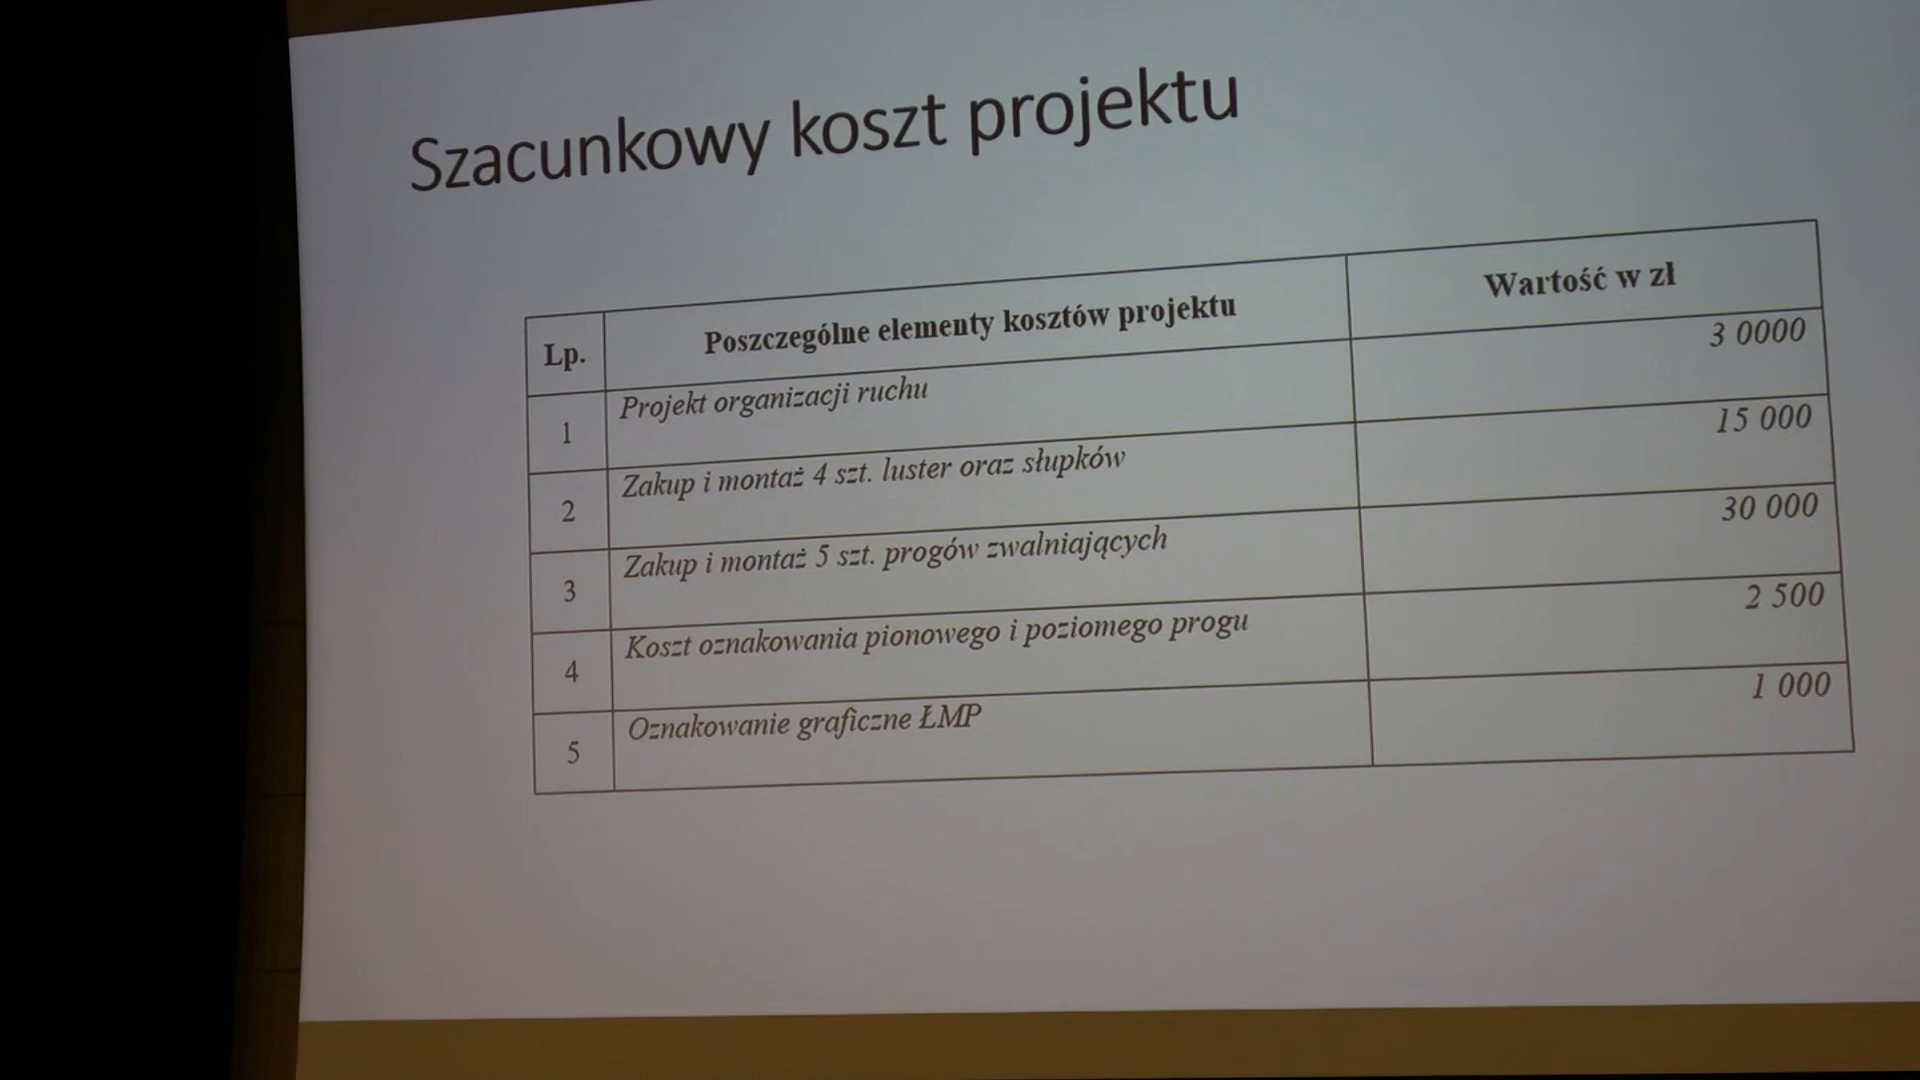 Szacunkowy koszt projektu
Lp. Poszczególne elementy kosztów projektu Wartość w zł
1 Projekt organizacji ruchu 3 0000
2 Zakup i montaż 4 szt. luster oraz słupków 15 000
3 Zakup i montaż 5 szt. progów zwalniających 30 000
4 Koszt oznakowania pionowego i poziomego progu 2 500
5 Oznakowanie graficzne ŁMP 1 000